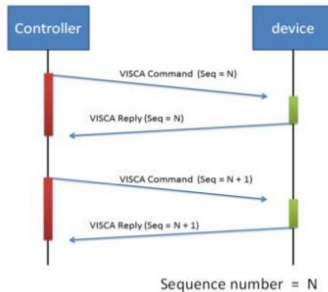 Controller
device
VISCA Command (Seq = N)
VISCA Reply (Seq = N)
VISCA Command (Seq = N + 1)
VISCA Reply (Seq = N + 1)
Sequence number = N